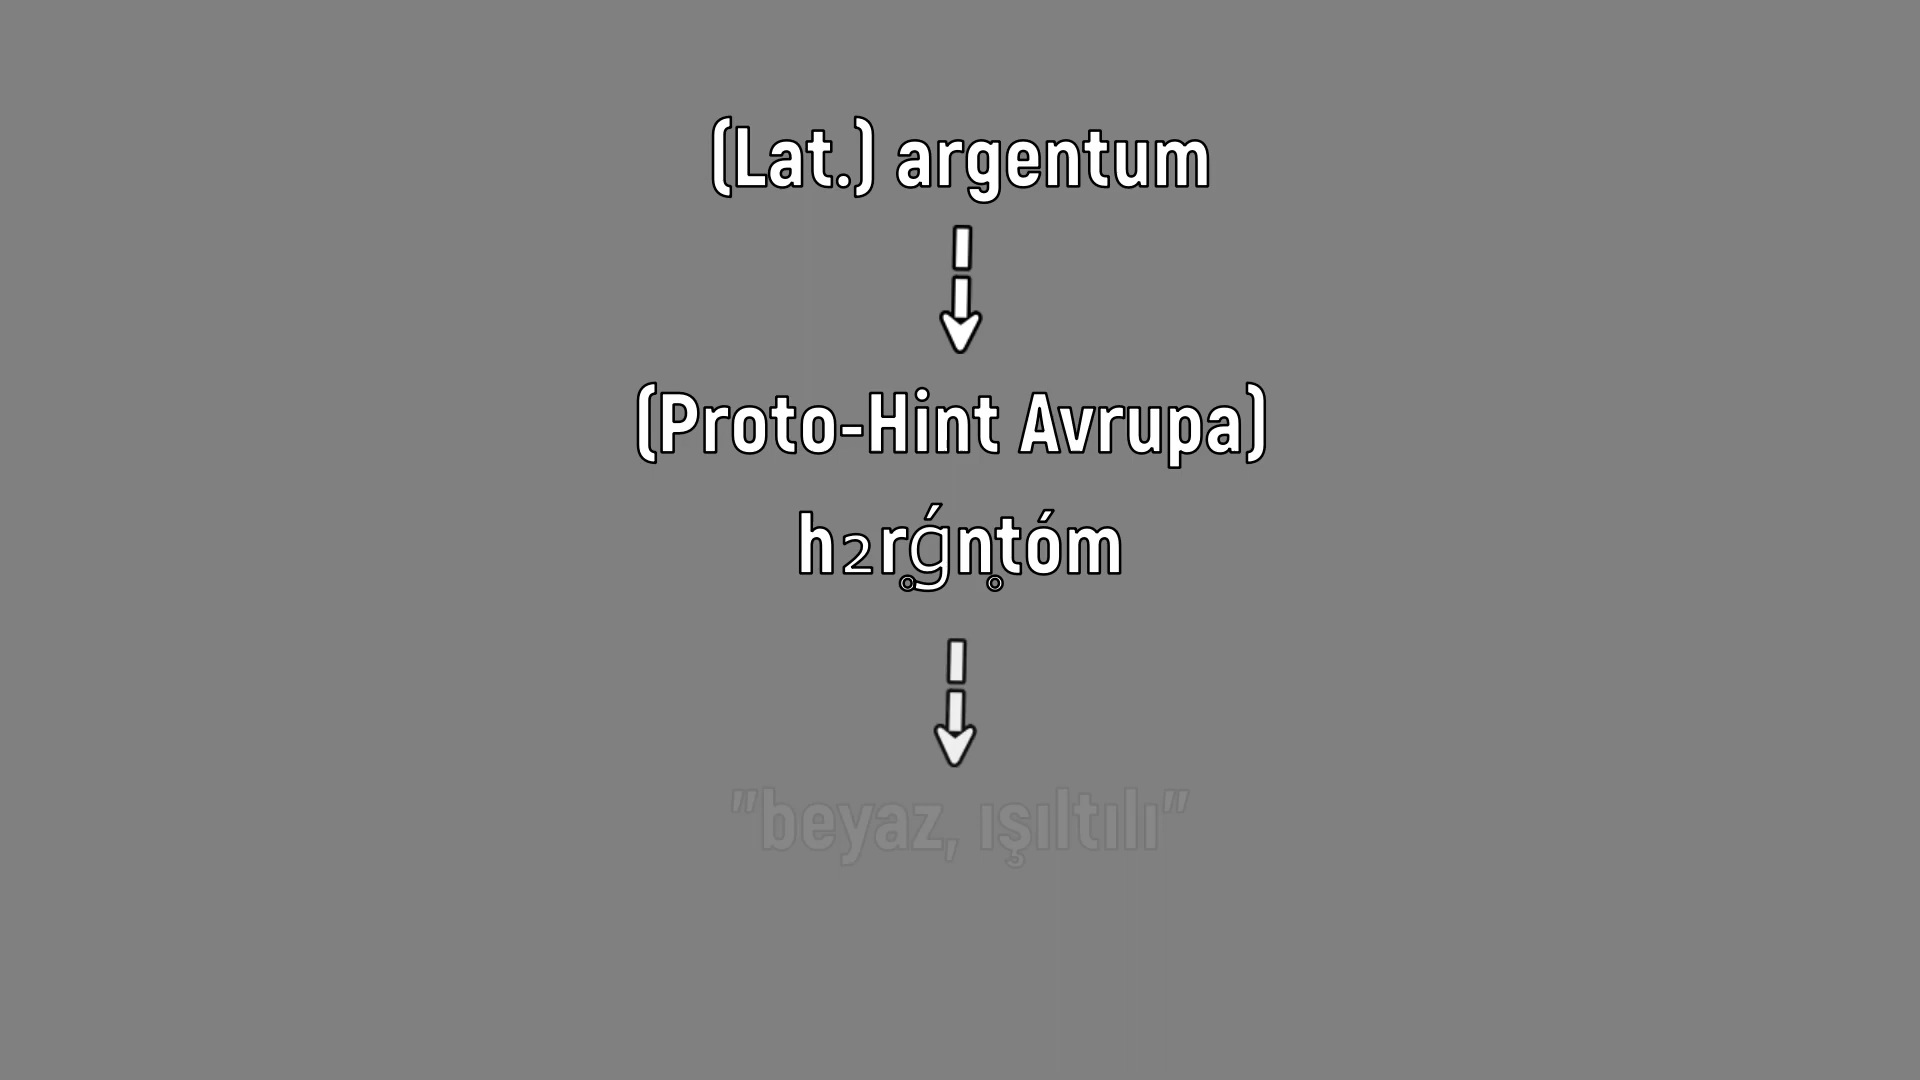 (Lat.) argentum
(Proto-Hint Avrupa)
h₂r̥ǵn̥tóm
"beyaz, ışıltılı"